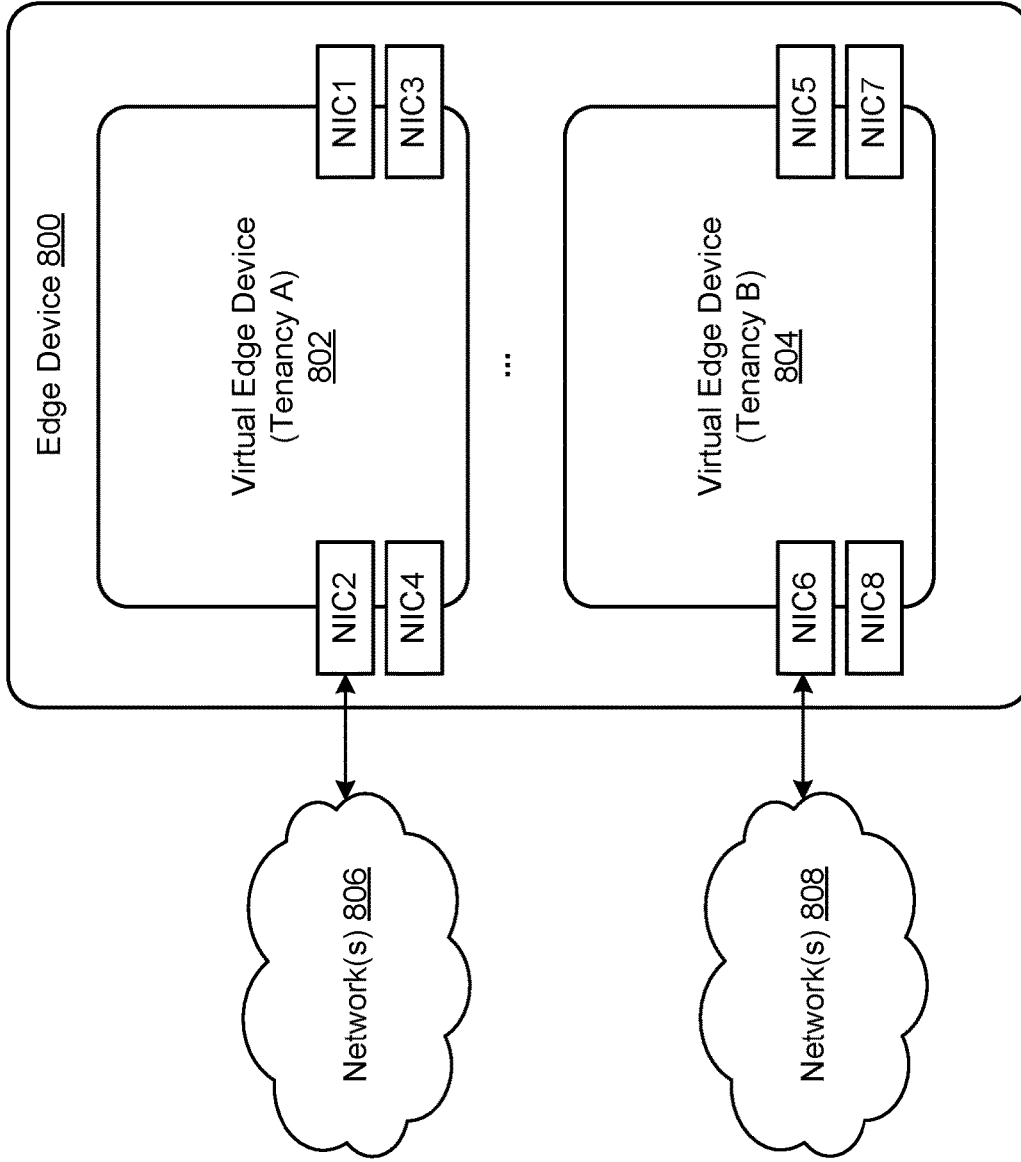 Edge Device 800
Virtual Edge Device
(Tenancy A)
802
NIC1
NIC3
NIC2
NIC4
...
Virtual Edge Device
(Tenancy B)
804
NIC5
NIC7
NIC6
NIC8
Network(s) 806
Network(s) 808